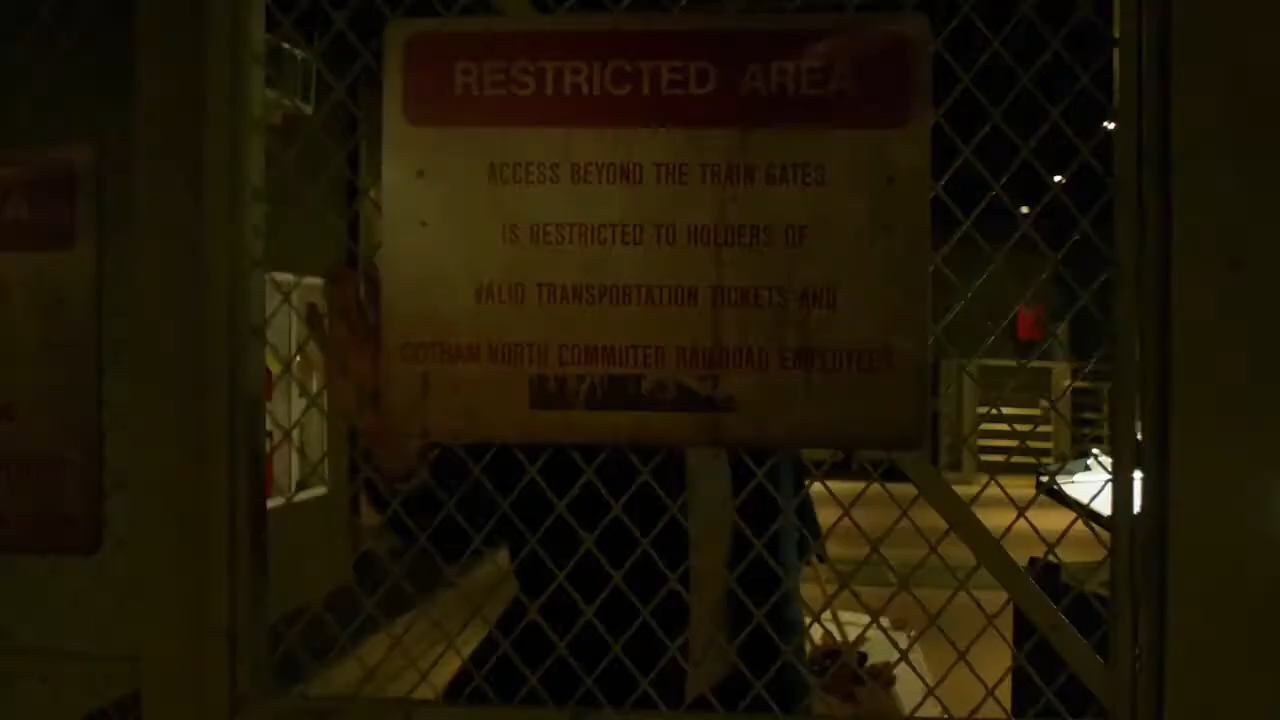 RESTRICTED AREA
ACCESS BEYOND THE TRAIN GATES
IS RESTRICTED TO HOLDERS OF
VALID TRANSPORTATION TICKETS AND
GOTHAM NORTH COMMUTER RAILROAD EMPLOYEES